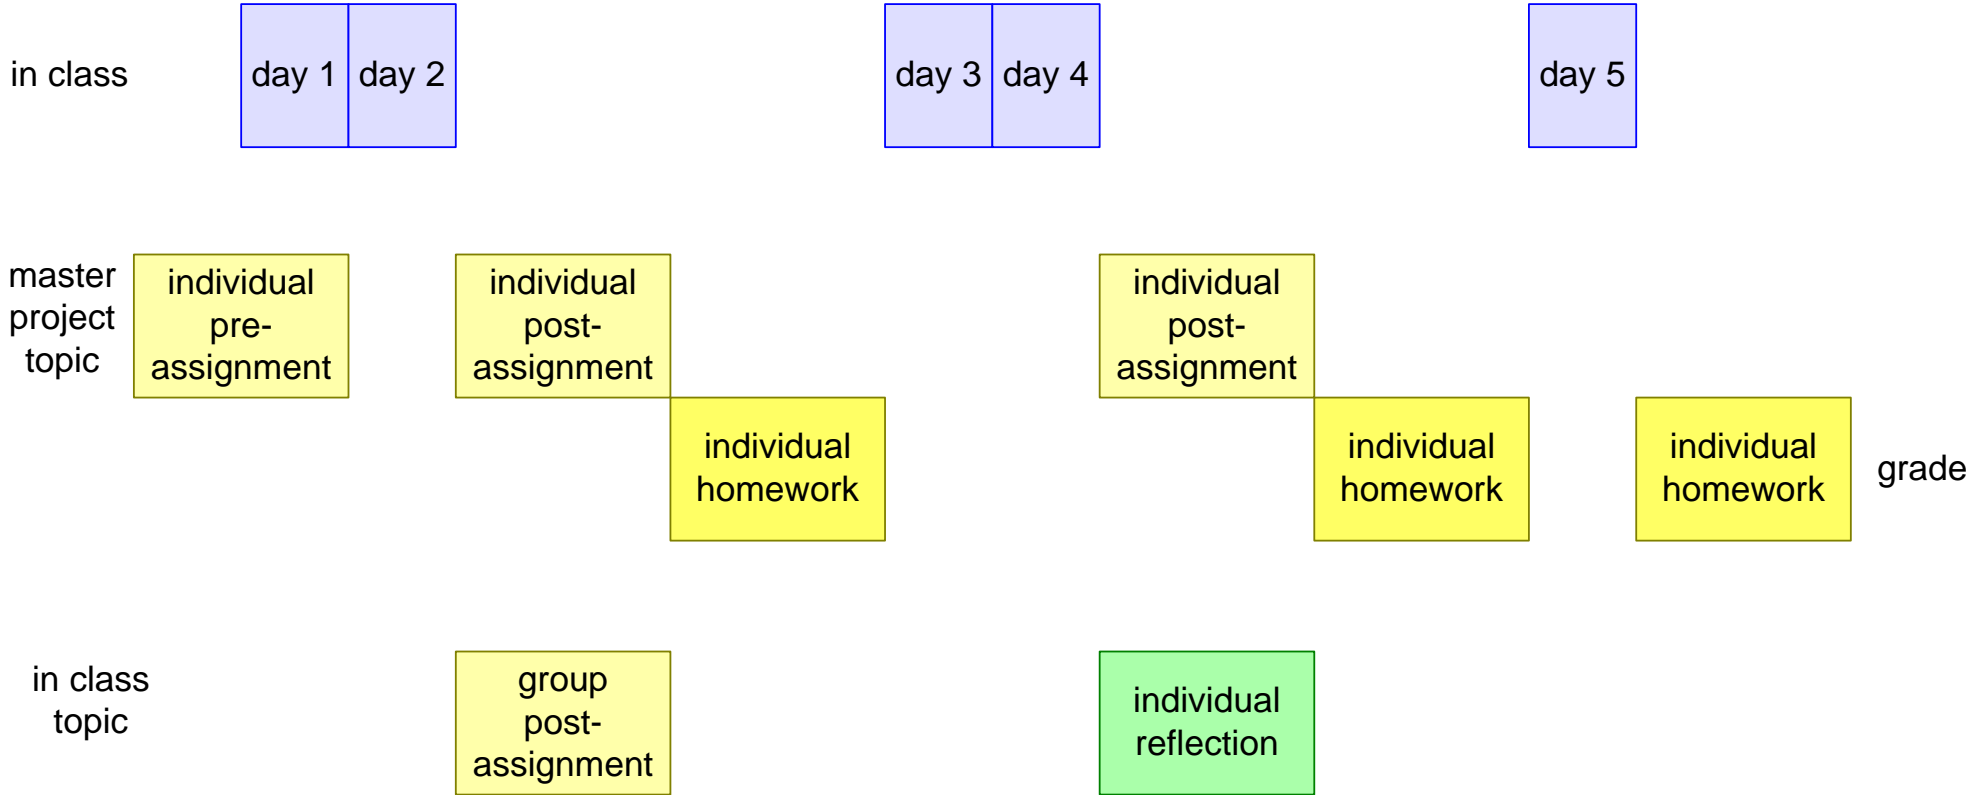 in class
day 1
day 2
day 3
day 4
day 5
master
project
topic
individual
pre-
assignment
individual
post-
assignment
individual
post-
assignment
individual
homework
individual
homework
individual
homework
grade
in class
topic
group
post-
assignment
individual
reflection